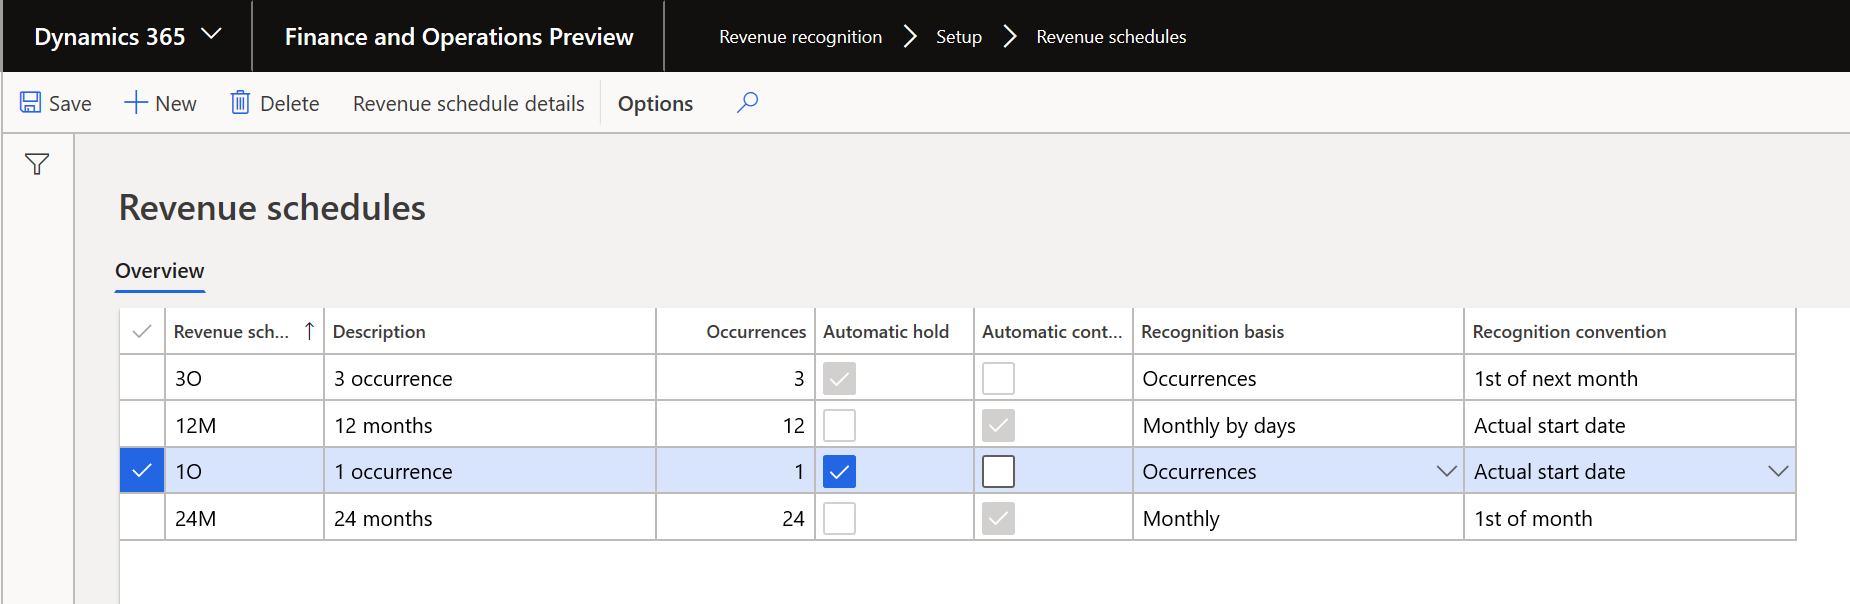 Dynamics 365 Finance and Operations Preview Revenue recognition Setup Revenue schedules
Save New Delete Revenue schedule details Options
Revenue schedules
Overview
Revenue sch... Description Occurrences Automatic hold Automatic cont... Recognition basis Recognition convention
3O 3 occurrence 3 Occurrences 1st of next month
12M 12 months 12 Monthly by days Actual start date
1O 1 occurrence 1 Occurrences Actual start date
24M 24 months 24 Monthly 1st of month